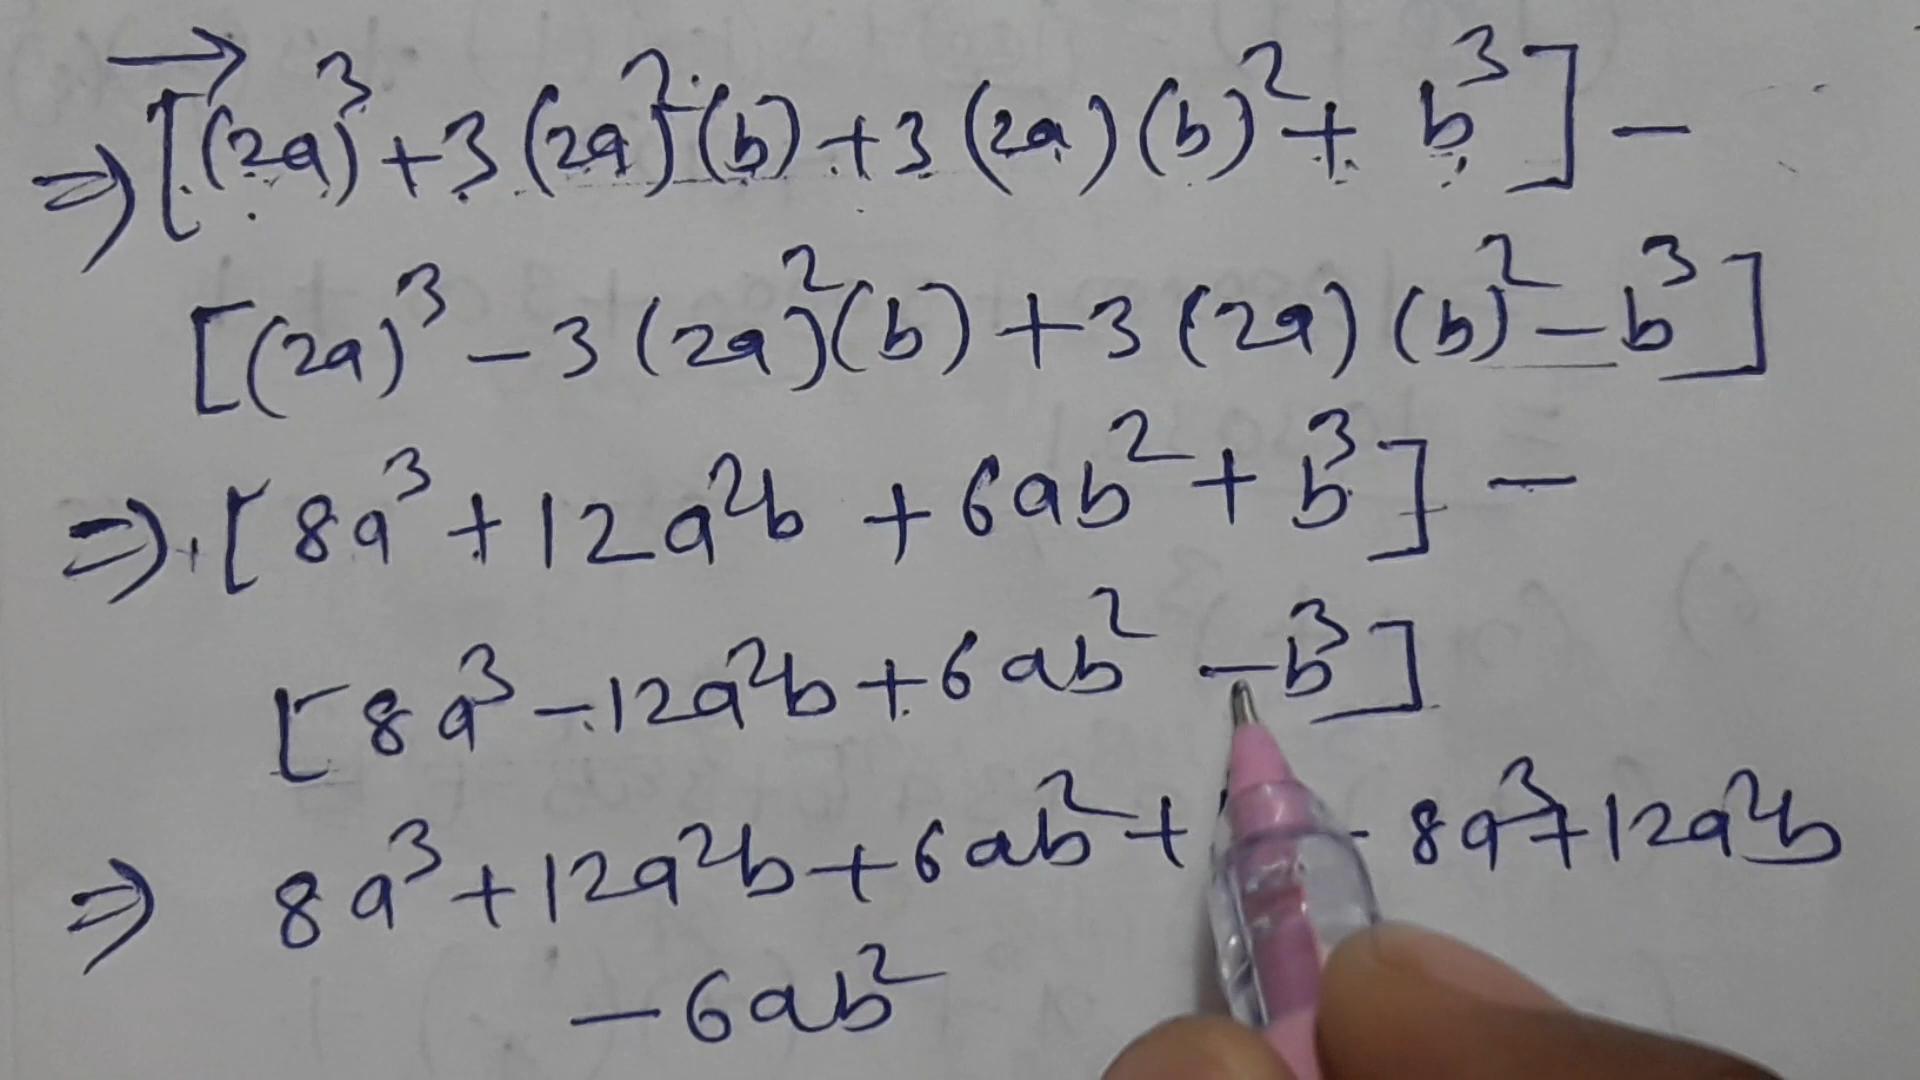 ⇒ [(2a)³ + 3(2a)²(b) + 3(2a)(b)² + b³] −
[(2a)³ − 3(2a)²(b) + 3(2a)(b)² − b³]
⇒ [8a³ + 12a²b + 6ab² + b³] −
[8a³ − 12a²b + 6ab² − b³]
⇒ 8a³ + 12a²b + 6ab² + − 8a³ + 12a²b
− 6ab²